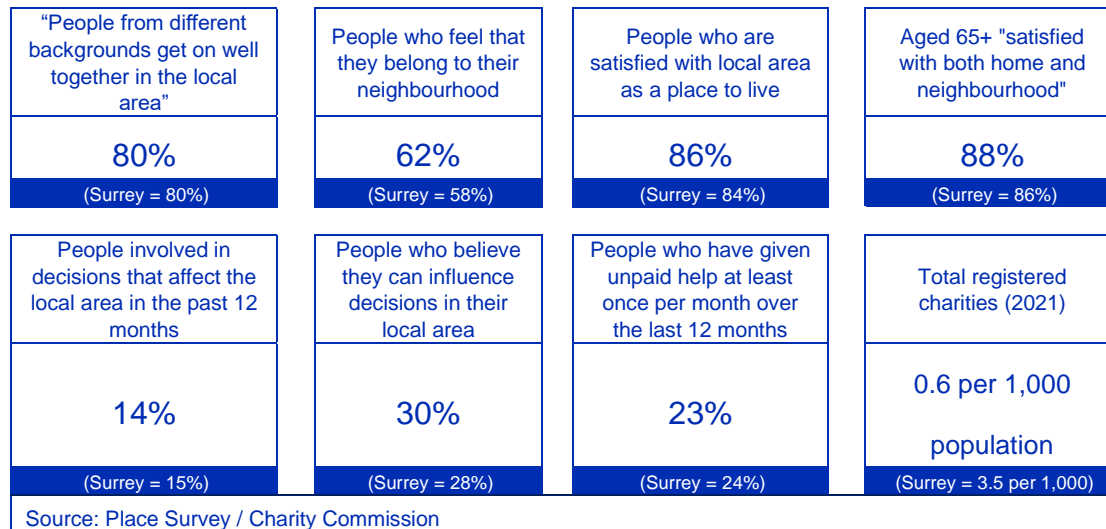 “People from different
backgrounds get on well
together in the local
area”
80%
(Surrey = 80%)
People who feel that
they belong to their
neighbourhood
62%
(Surrey = 58%)
People who are
satisfied with local area
as a place to live
86%
(Surrey = 84%)
Aged 65+ "satisfied
with both home and
neighbourhood"
88%
(Surrey = 86%)
People involved in
decisions that affect the
local area in the past 12
months
14%
(Surrey = 15%)
People who believe
they can influence
decisions in their
local area
30%
(Surrey = 28%)
People who have given
unpaid help at least
once per month over
the last 12 months
23%
(Surrey = 24%)
Total registered
charities (2021)
0.6 per 1,000
population
(Surrey = 3.5 per 1,000)
Source: Place Survey / Charity Commission